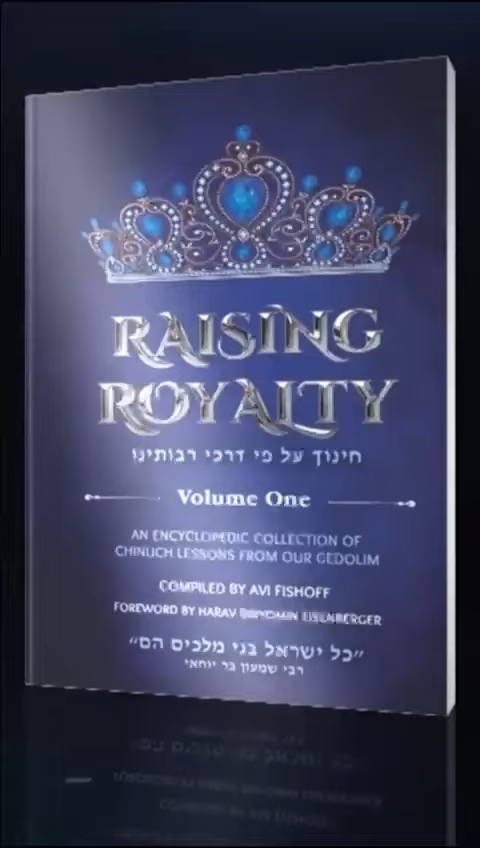 RAISING
ROYALTY
חינוך על פי דרכי רבותינו
Volume One
AN ENCYCLOPEDIC COLLECTION OF
CHINUCH LESSONS FROM OUR GEDOLIM
COMPILED BY AVI FISHOFF
FOREWORD BY HARAV EISENBERGER
"כל ישראל בני מלכים הם"
רבי שמעון בר יוחאי